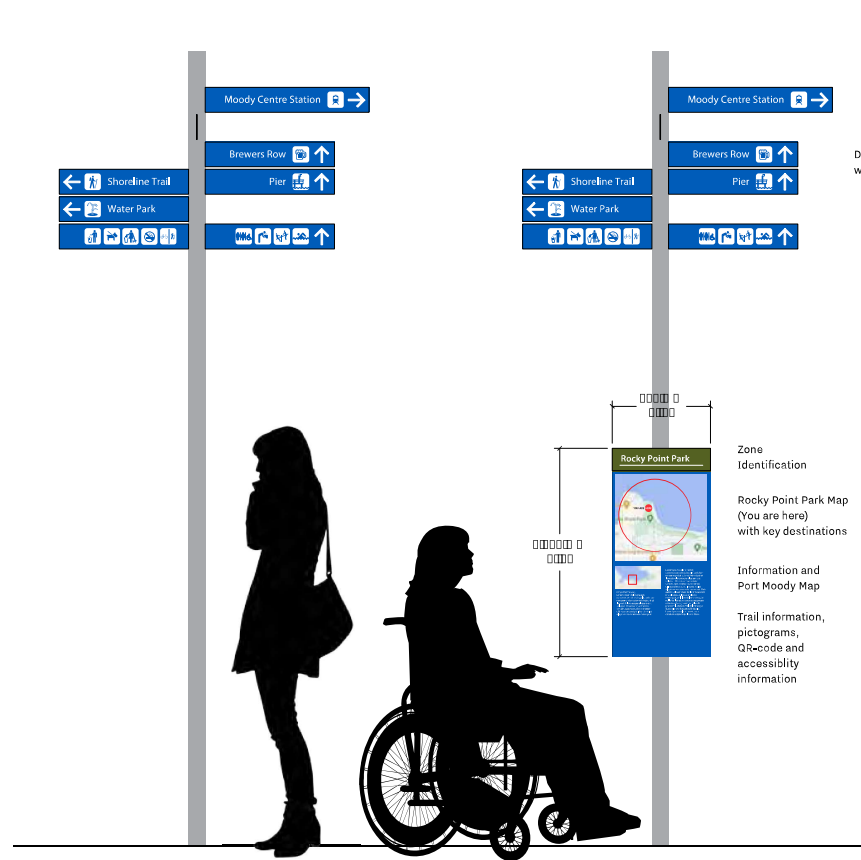 Moody Centre Station
Brewers Row
Shoreline Trail
Pier
Water Park
Moody Centre Station
Brewers Row
Shoreline Trail
Pier
Water Park
D
w
Rocky Point Park
Zone
Identification
Rocky Point Park Map
(You are here)
with key destinations
Information and
Port Moody Map
Trail information,
pictograms,
QR-code and
accessiblity
information